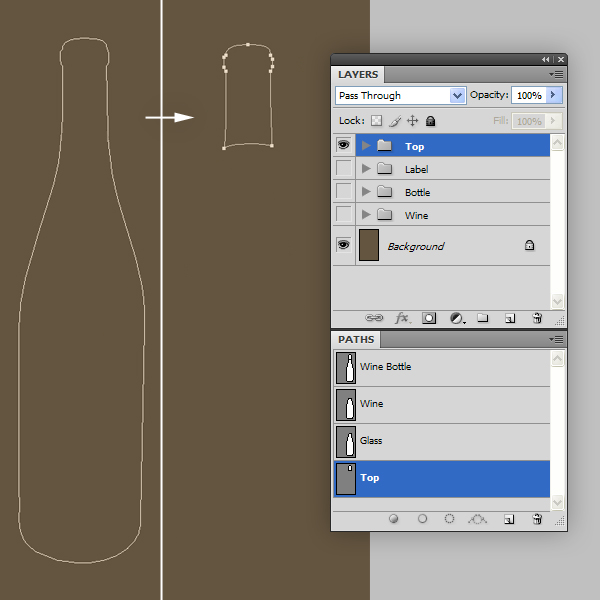 LAYERS
Pass Through Opacity: 100%
Lock: Fill: 100%
Top
Label
Bottle
Wine
Background
fx.
PATHS
Wine Bottle
Wine
Glass
Top